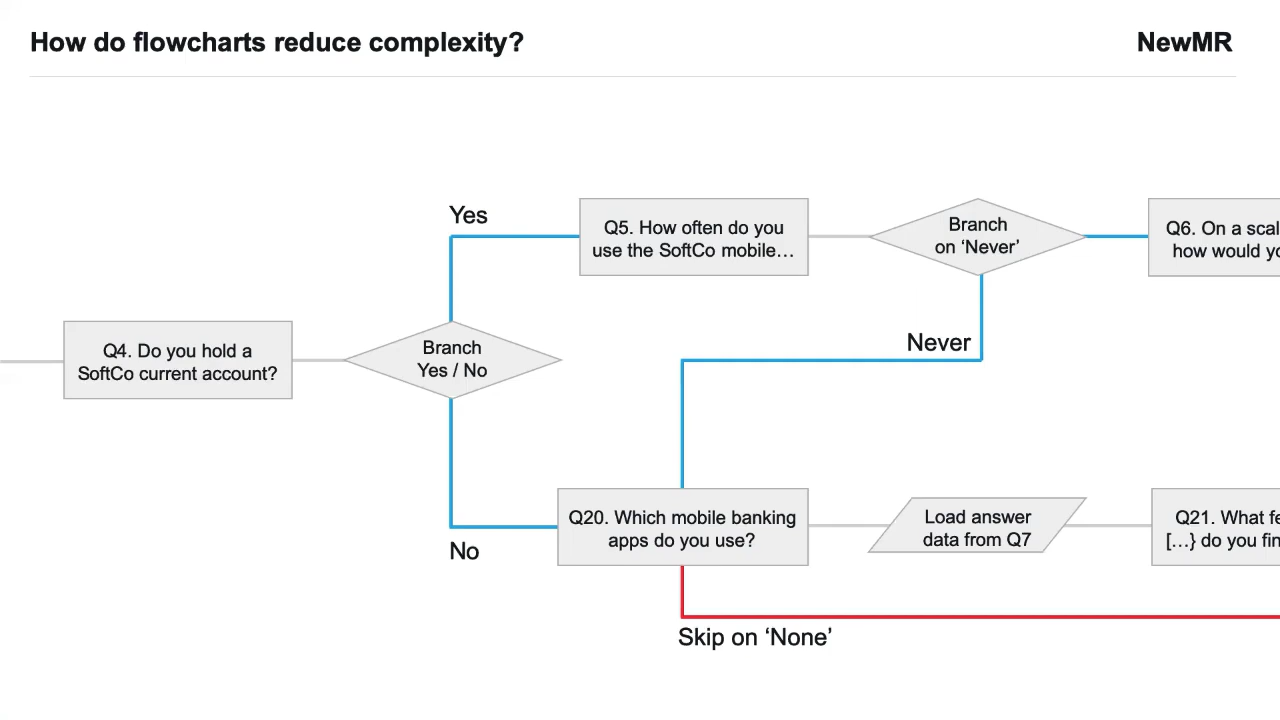 How do flowcharts reduce complexity?
NewMR
Yes
Q5. How often do you
use the SoftCo mobile…
Branch
on ‘Never’
Q6. On a scal
how would yo
Never
Q4. Do you hold a
SoftCo current account?
Branch
Yes / No
No
Q20. Which mobile banking
apps do you use?
Load answer
data from Q7
Q21. What fe
[…} do you fin
Skip on ‘None’